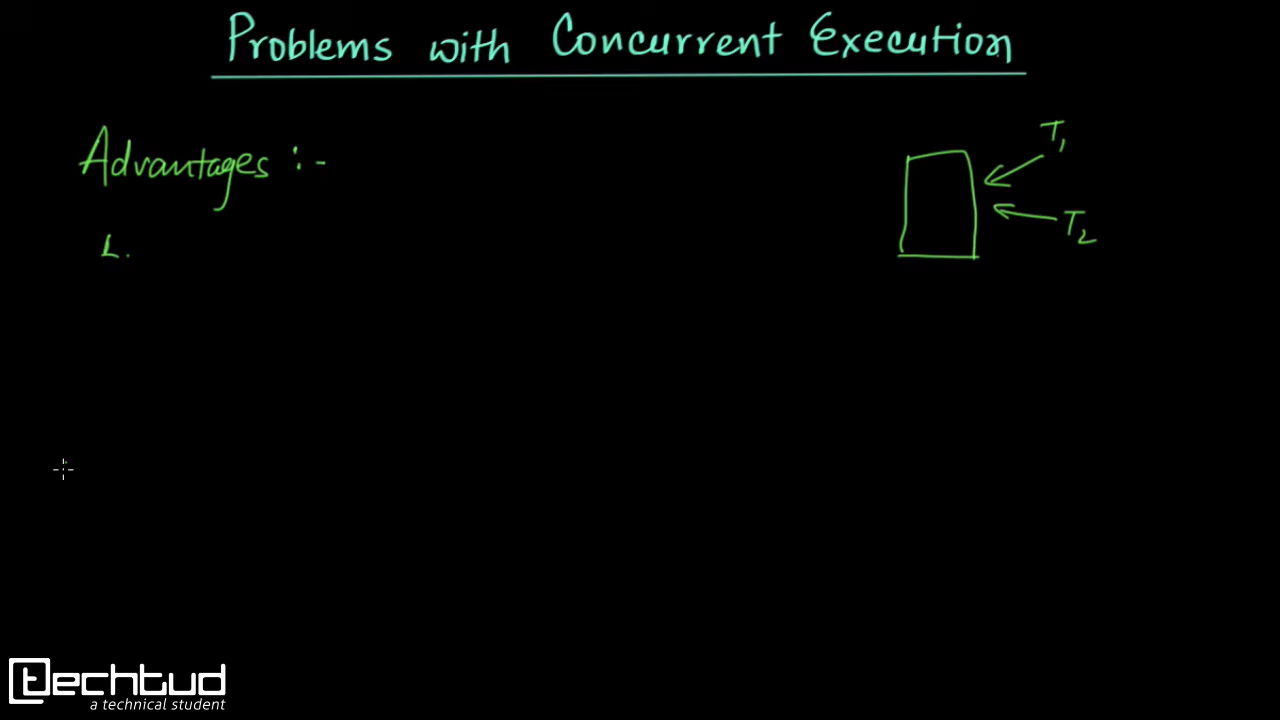 Problems with Concurrent Execution
Advantages :-
T1
T2
1.
techtud
a technical student